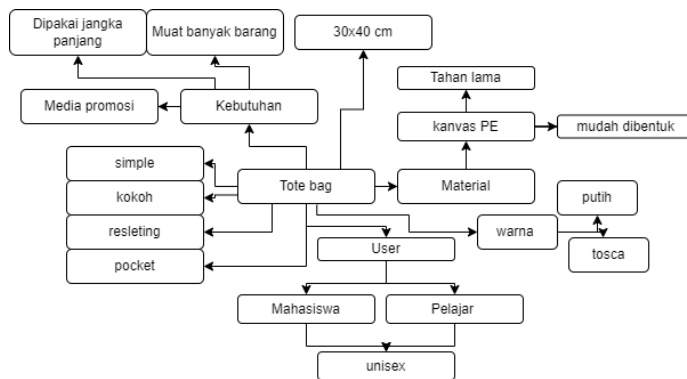 Dipakai jangka
panjang
Muat banyak barang
30x40 cm
Tahan lama
Media promosi
Kebutuhan
kanvas PE
mudah dibentuk
simple
Tote bag
Material
kokoh
putih
resleting
User
warna
pocket
tosca
Mahasiswa
Pelajar
unisex